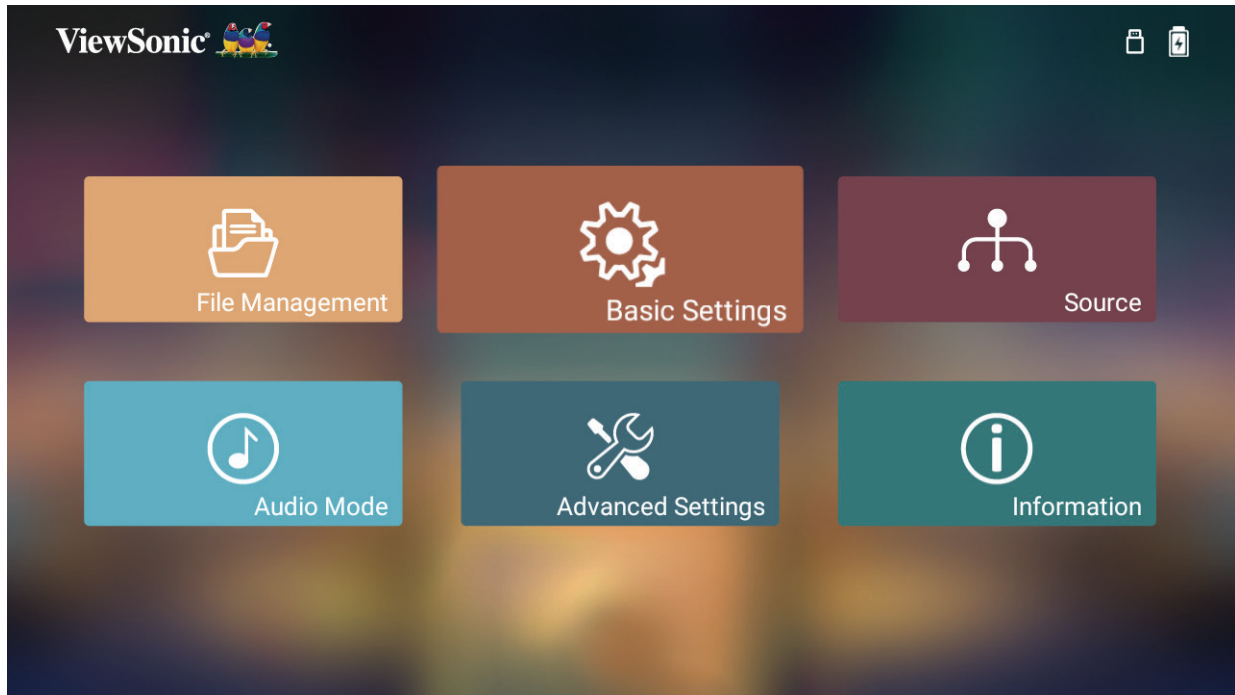 ViewSonic®
File Management
Basic Settings
Source
Audio Mode
Advanced Settings
Information